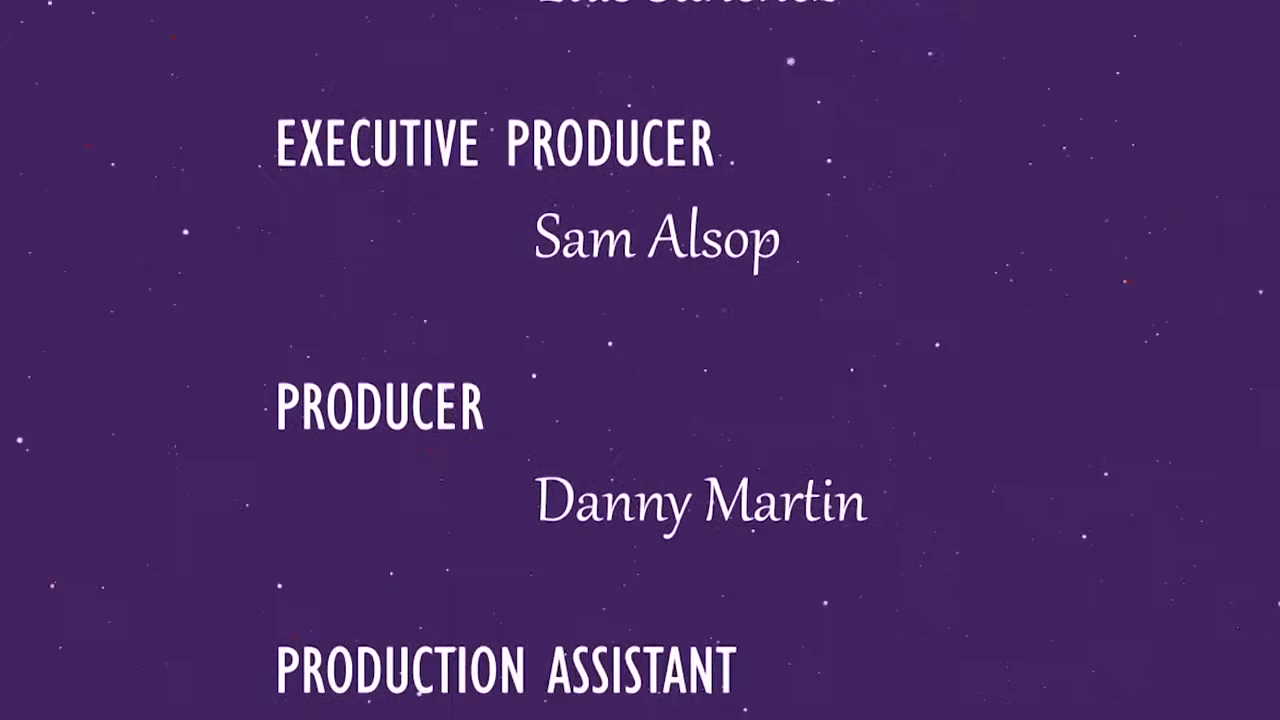 EXECUTIVE PRODUCER
Sam Alsop
PRODUCER
Danny Martin
PRODUCTION ASSISTANT